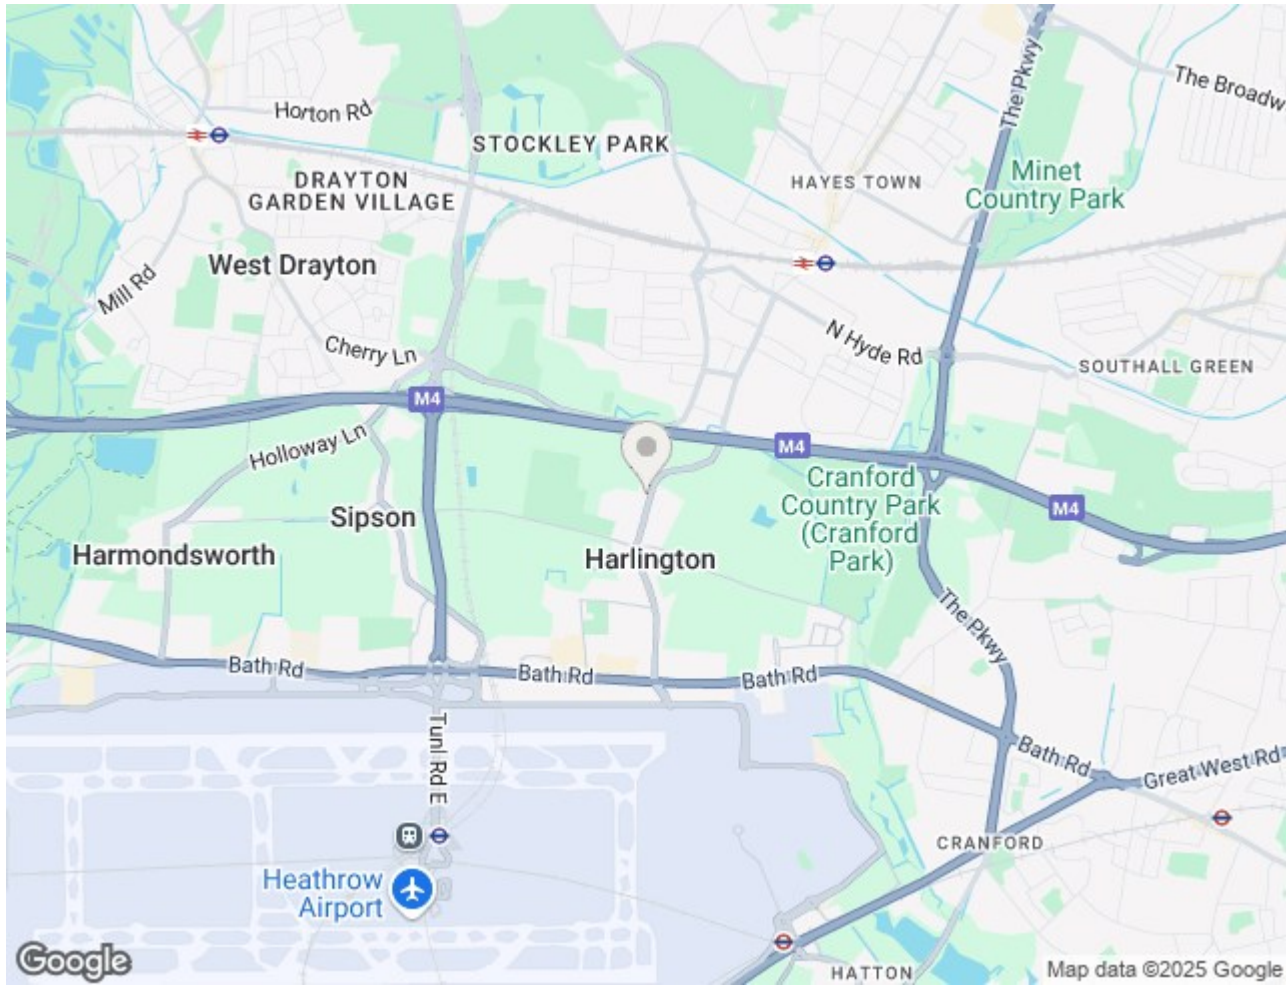 The Pkwy
The Broadw
Horton Rd
STOCKLEY PARK
DRAYTON
GARDEN VILLAGE
HAYES TOWN
Minet
Country Park
West Drayton
Mill Rd
Cherry Ln
N Hyde Rd
SOUTHALL GREEN
M4
Holloway Ln
M4
Cranford
Country Park
(Cranford
Park)
M4
Sipson
Harmondsworth
Harlington
The Pkwy
Bath Rd
Bath Rd
Bath Rd
Tunl Rd E
Bath Rd
Great West Rd
CRANFORD
Heathrow
Airport
HATTON
Google
Map data ©2025 Google